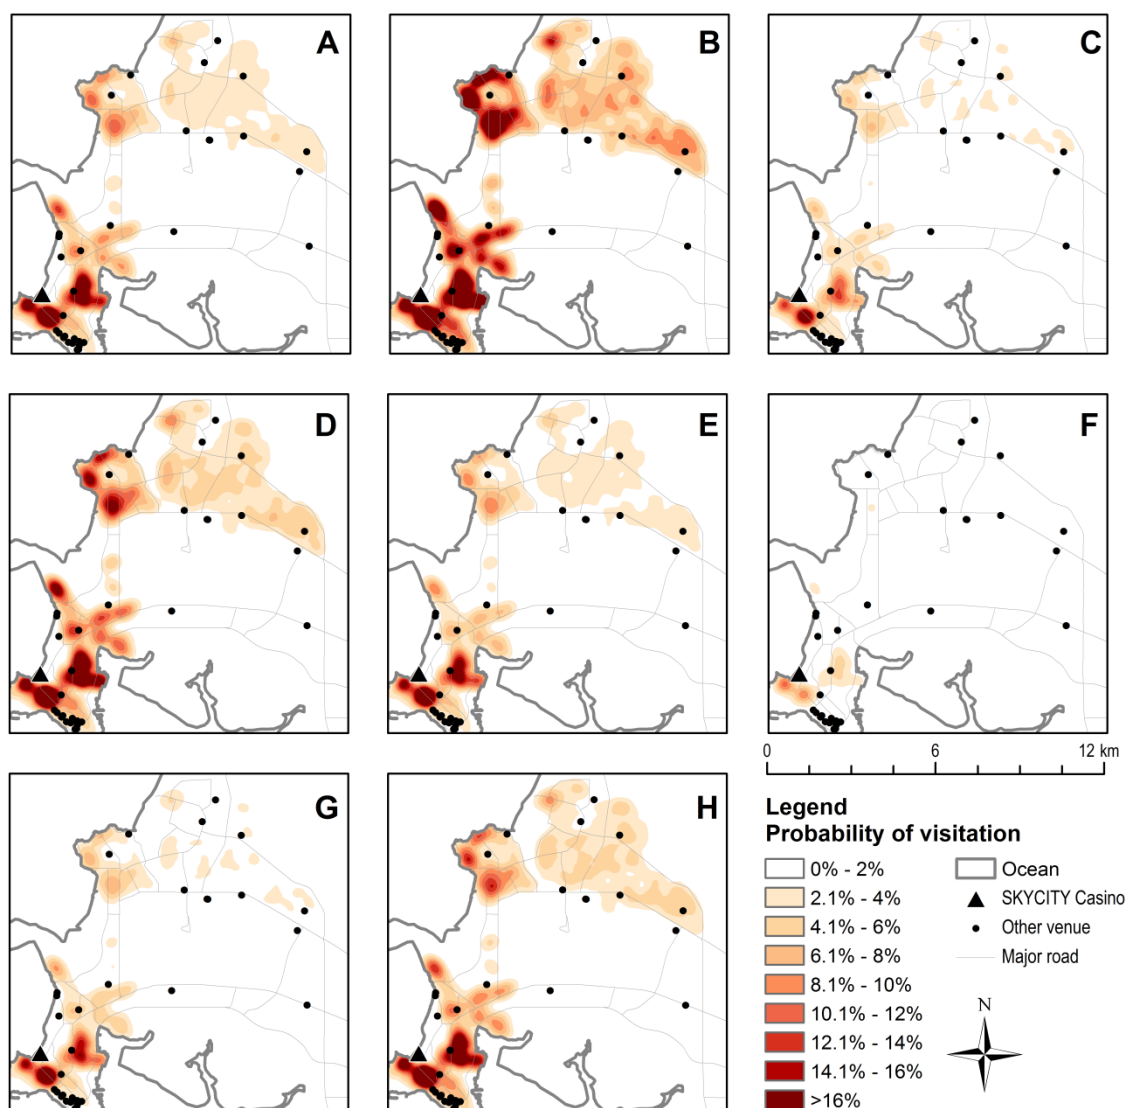 A
B
C
D
E
F
0 6 12 km
G
H
Legend
Probability of visitation
0% - 2%
2.1% - 4%
4.1% - 6%
6.1% - 8%
8.1% - 10%
10.1% - 12%
12.1% - 14%
14.1% - 16%
>16%
Ocean
SKYCITY Casino
Other venue
Major road
N